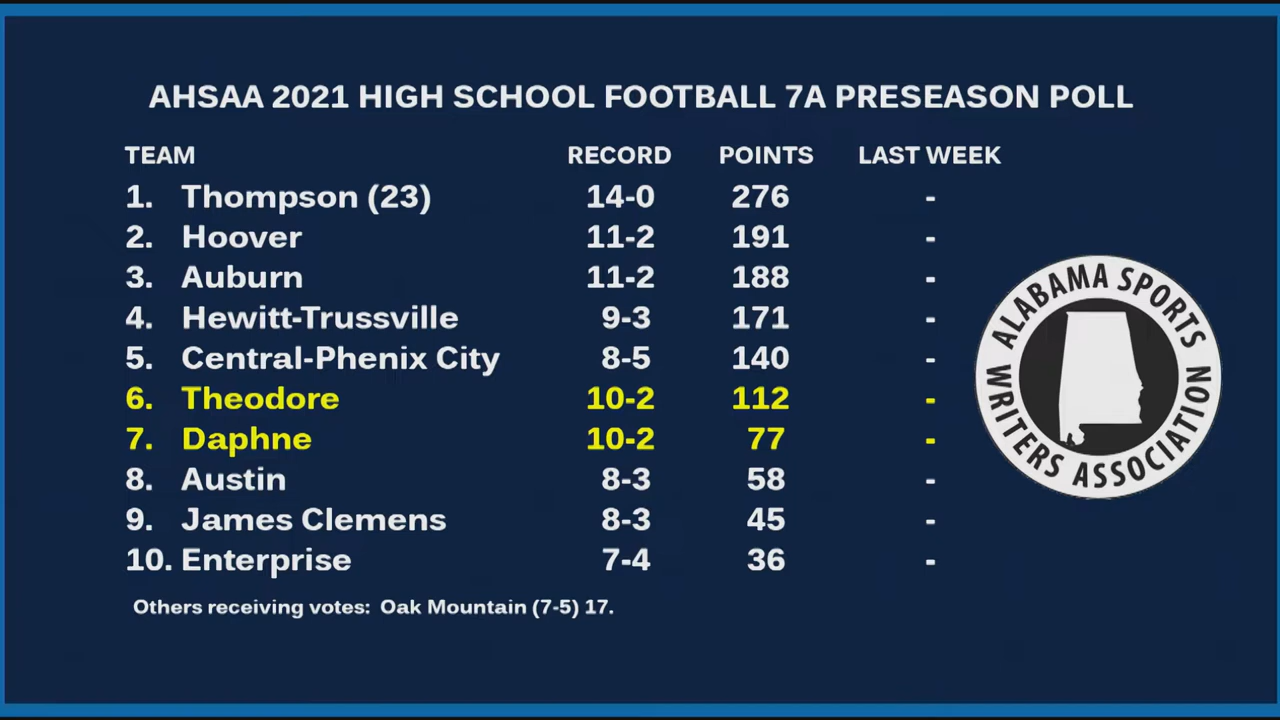 AHSAA 2021 HIGH SCHOOL FOOTBALL 7A PRESEASON POLL
TEAM RECORD POINTS LAST WEEK
1. Thompson (23) 14-0 276 -
2. Hoover 11-2 191 -
3. Auburn 11-2 188 -
4. Hewitt-Trussville 9-3 171 -
5. Central-Phenix City 8-5 140 -
6. Theodore 10-2 112 -
7. Daphne 10-2 77 -
8. Austin 8-3 58 -
9. James Clemens 8-3 45 -
10. Enterprise 7-4 36 -
Others receiving votes: Oak Mountain (7-5) 17.
ALABAMA SPORTS
WRITERS ASSOCIATION